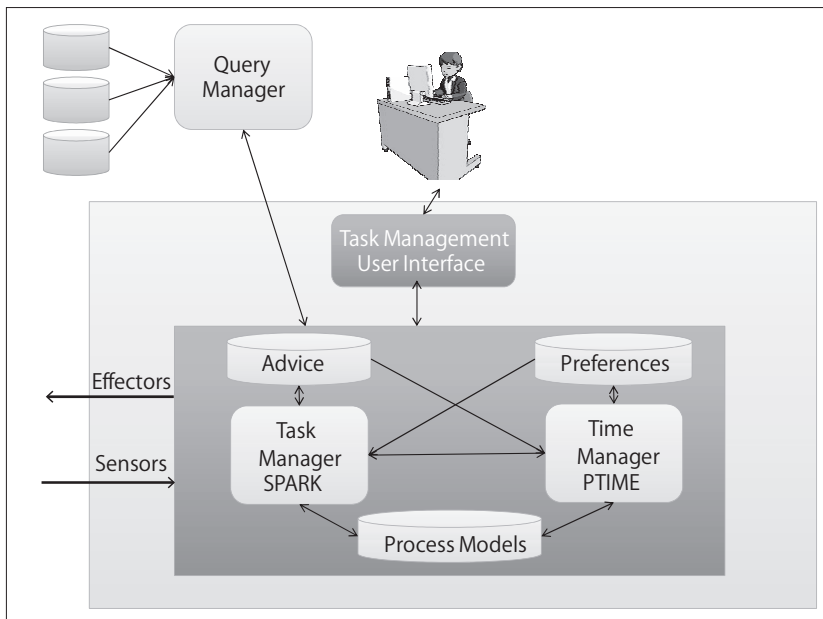 Query
Manager
Task Management
User Interface
Advice
Preferences
Effectors
Task
Manager
SPARK
Time
Manager
PTIME
Sensors
Process Models